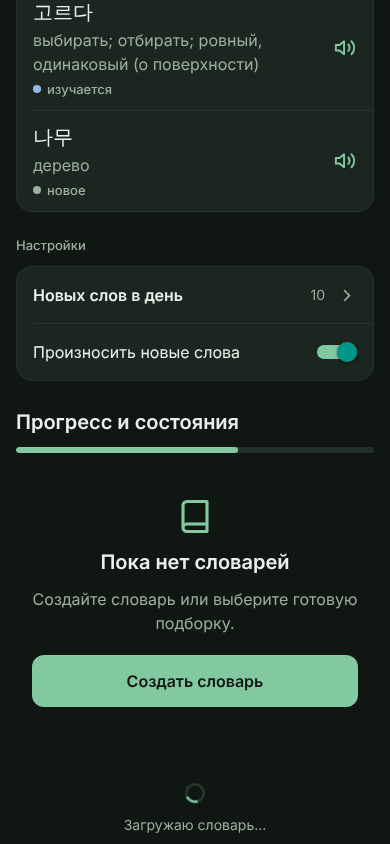 고르다
выбирать; отбирать; ровный,
одинаковый (о поверхности)
изучается
나무
дерево
новое
Настройки
Новых слов в день 10
Произносить новые слова
Прогресс и состояния
Пока нет словарей
Создайте словарь или выберите готовую
подборку.
Создать словарь
Загружаю словарь...